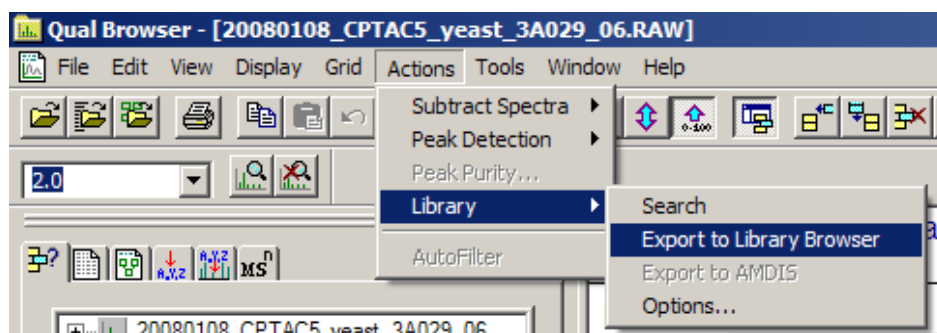 Qual Browser - [20080108_CPTAC5_yeast_3A029_06.RAW]
File Edit View Display Grid Actions Tools Window Help
Subtract Spectra
Peak Detection
0-100
2.0
Peak Purity...
Library
Search
Export to Library Browser
AutoFilter
Export to AMDIS
MSn
Options...
20080108_CPTAC5_yeast_3A029_06